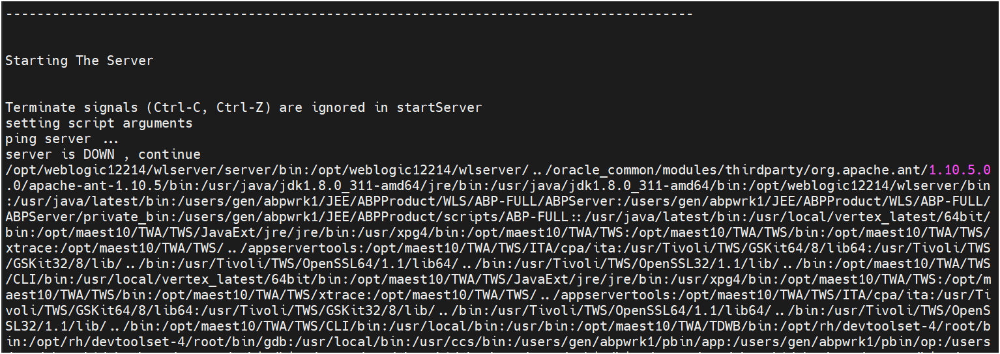 ----------------------------------------------------------------------------------------
Starting The Server
Terminate signals (Ctrl-C, Ctrl-Z) are ignored in startServer
setting script arguments
ping server ...
server is DOWN , continue
/opt/weblogic12214/wlserver/server/bin:/opt/weblogic12214/wlserver/../oracle_common/modules/thirdparty/org.apache.ant/1.10.5.0
.0/apache-ant-1.10.5/bin:/usr/java/jdk1.8.0_311-amd64/jre/bin:/usr/java/jdk1.8.0_311-amd64/bin:/opt/weblogic12214/wlserver/bin
:/usr/java/latest/bin:/users/gen/abpwrk1/JEE/ABPProduct/WLS/ABP-FULL/ABPServer:/users/gen/abpwrk1/JEE/ABPProduct/WLS/ABP-FULL/
ABPServer/private_bin:/users/gen/abpwrk1/JEE/ABPProduct/scripts/ABP-FULL::/usr/java/latest/bin:/usr/local/vertex_latest/64bit/
bin:/opt/maest10/TWA/TWS/JavaExt/jre/jre/bin:/usr/xpg4/bin:/opt/maest10/TWA/TWS:/opt/maest10/TWA/TWS/bin:/opt/maest10/TWA/TWS/
xtrace:/opt/maest10/TWA/TWS/../appservertools:/opt/maest10/TWA/TWS/ITA/cpa/ita:/usr/Tivoli/TWS/GSKit64/8/lib64:/usr/Tivoli/TWS
/GSKit32/8/lib/../bin:/usr/Tivoli/TWS/OpenSSL64/1.1/lib64/../bin:/usr/Tivoli/TWS/OpenSSL32/1.1/lib/../bin:/opt/maest10/TWA/TWS
/CLI/bin:/usr/local/vertex_latest/64bit/bin:/opt/maest10/TWA/TWS/JavaExt/jre/jre/bin:/usr/xpg4/bin:/opt/maest10/TWA/TWS:/opt/m
aest10/TWA/TWS/bin:/opt/maest10/TWA/TWS/xtrace:/opt/maest10/TWA/TWS/../appservertools:/opt/maest10/TWA/TWS/ITA/cpa/ita:/usr/Ti
voli/TWS/GSKit64/8/lib64:/usr/Tivoli/TWS/GSKit32/8/lib/../bin:/usr/Tivoli/TWS/OpenSSL64/1.1/lib64/../bin:/usr/Tivoli/TWS/OpenS
SL32/1.1/lib/../bin:/opt/maest10/TWA/TWS/CLI/bin:/usr/local/bin:/usr/bin:/opt/maest10/TWA/TDWB/bin:/opt/rh/devtoolset-4/root/b
in:/opt/rh/devtoolset-4/root/bin/gdb:/usr/local/bin:/usr/ccs/bin:/users/gen/abpwrk1/pbin/app:/users/gen/abpwrk1/pbin/op:/users